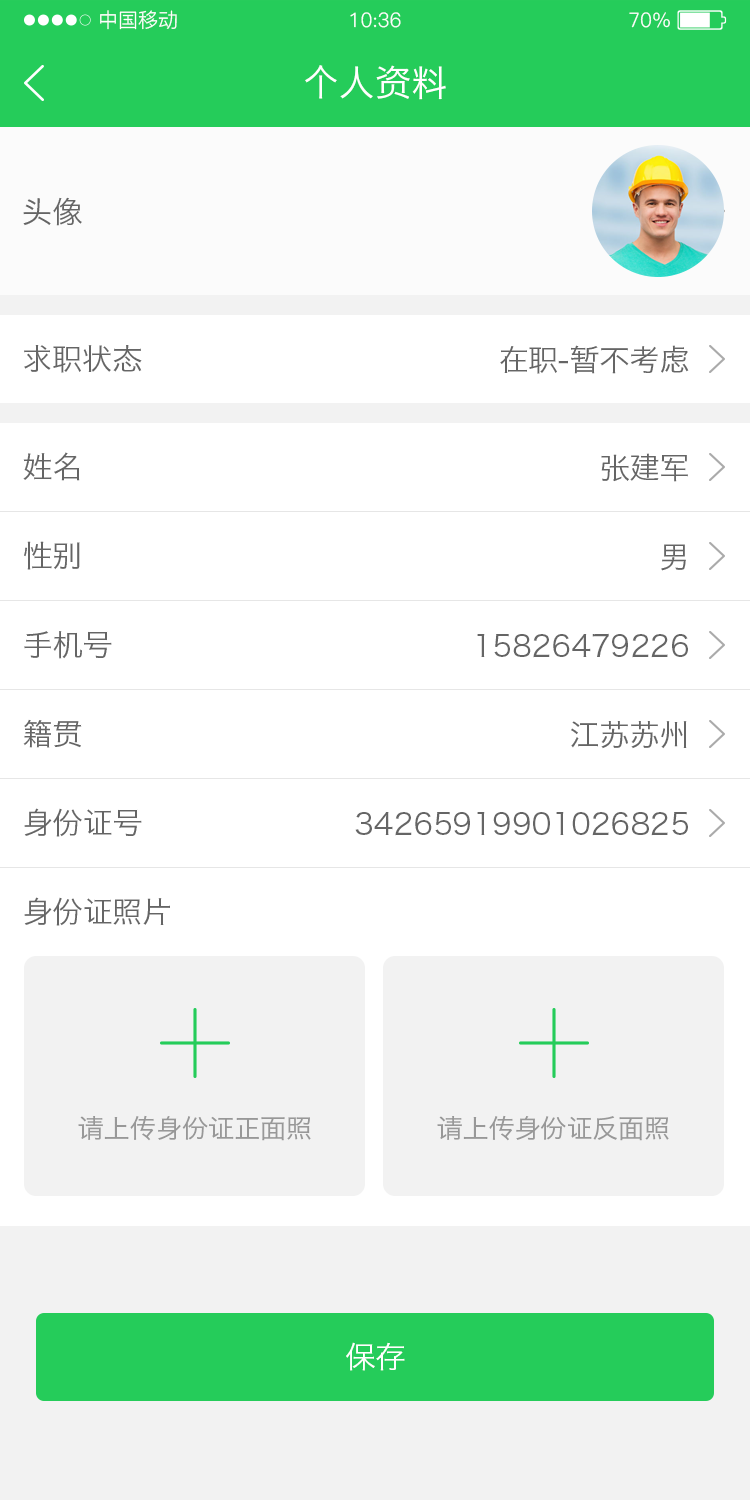 中国移动 10:36 70%
个人资料
头像
求职状态 在职-暂不考虑
姓名 张建军
性别 男
手机号 15826479226
籍贯 江苏苏州
身份证号 34265919901026825
身份证照片
请上传身份证正面照 请上传身份证反面照
保存